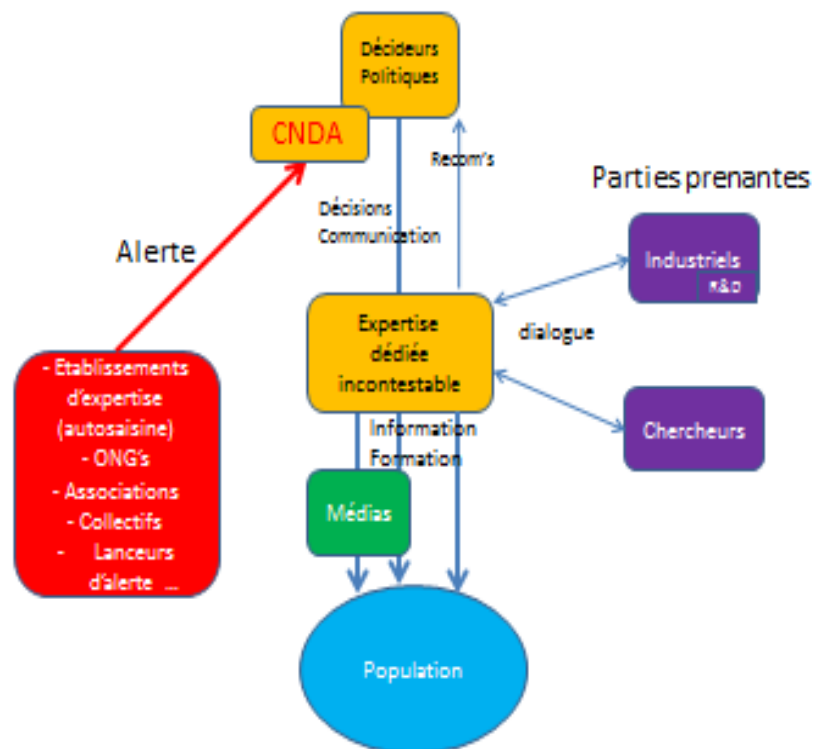 Décideurs
Politiques
CNDA
Recom's
Parties prenantes
Décisions
Communication
Alerte
Industriels
R&D
Expertise
dédiée
incontestable
dialogue
- Etablissements
d'expertise
(autosaisine)
- ONG's
- Associations
- Collectifs
- Lanceurs
d'alerte ...
Chercheurs
Information
Formation
Médias
Population